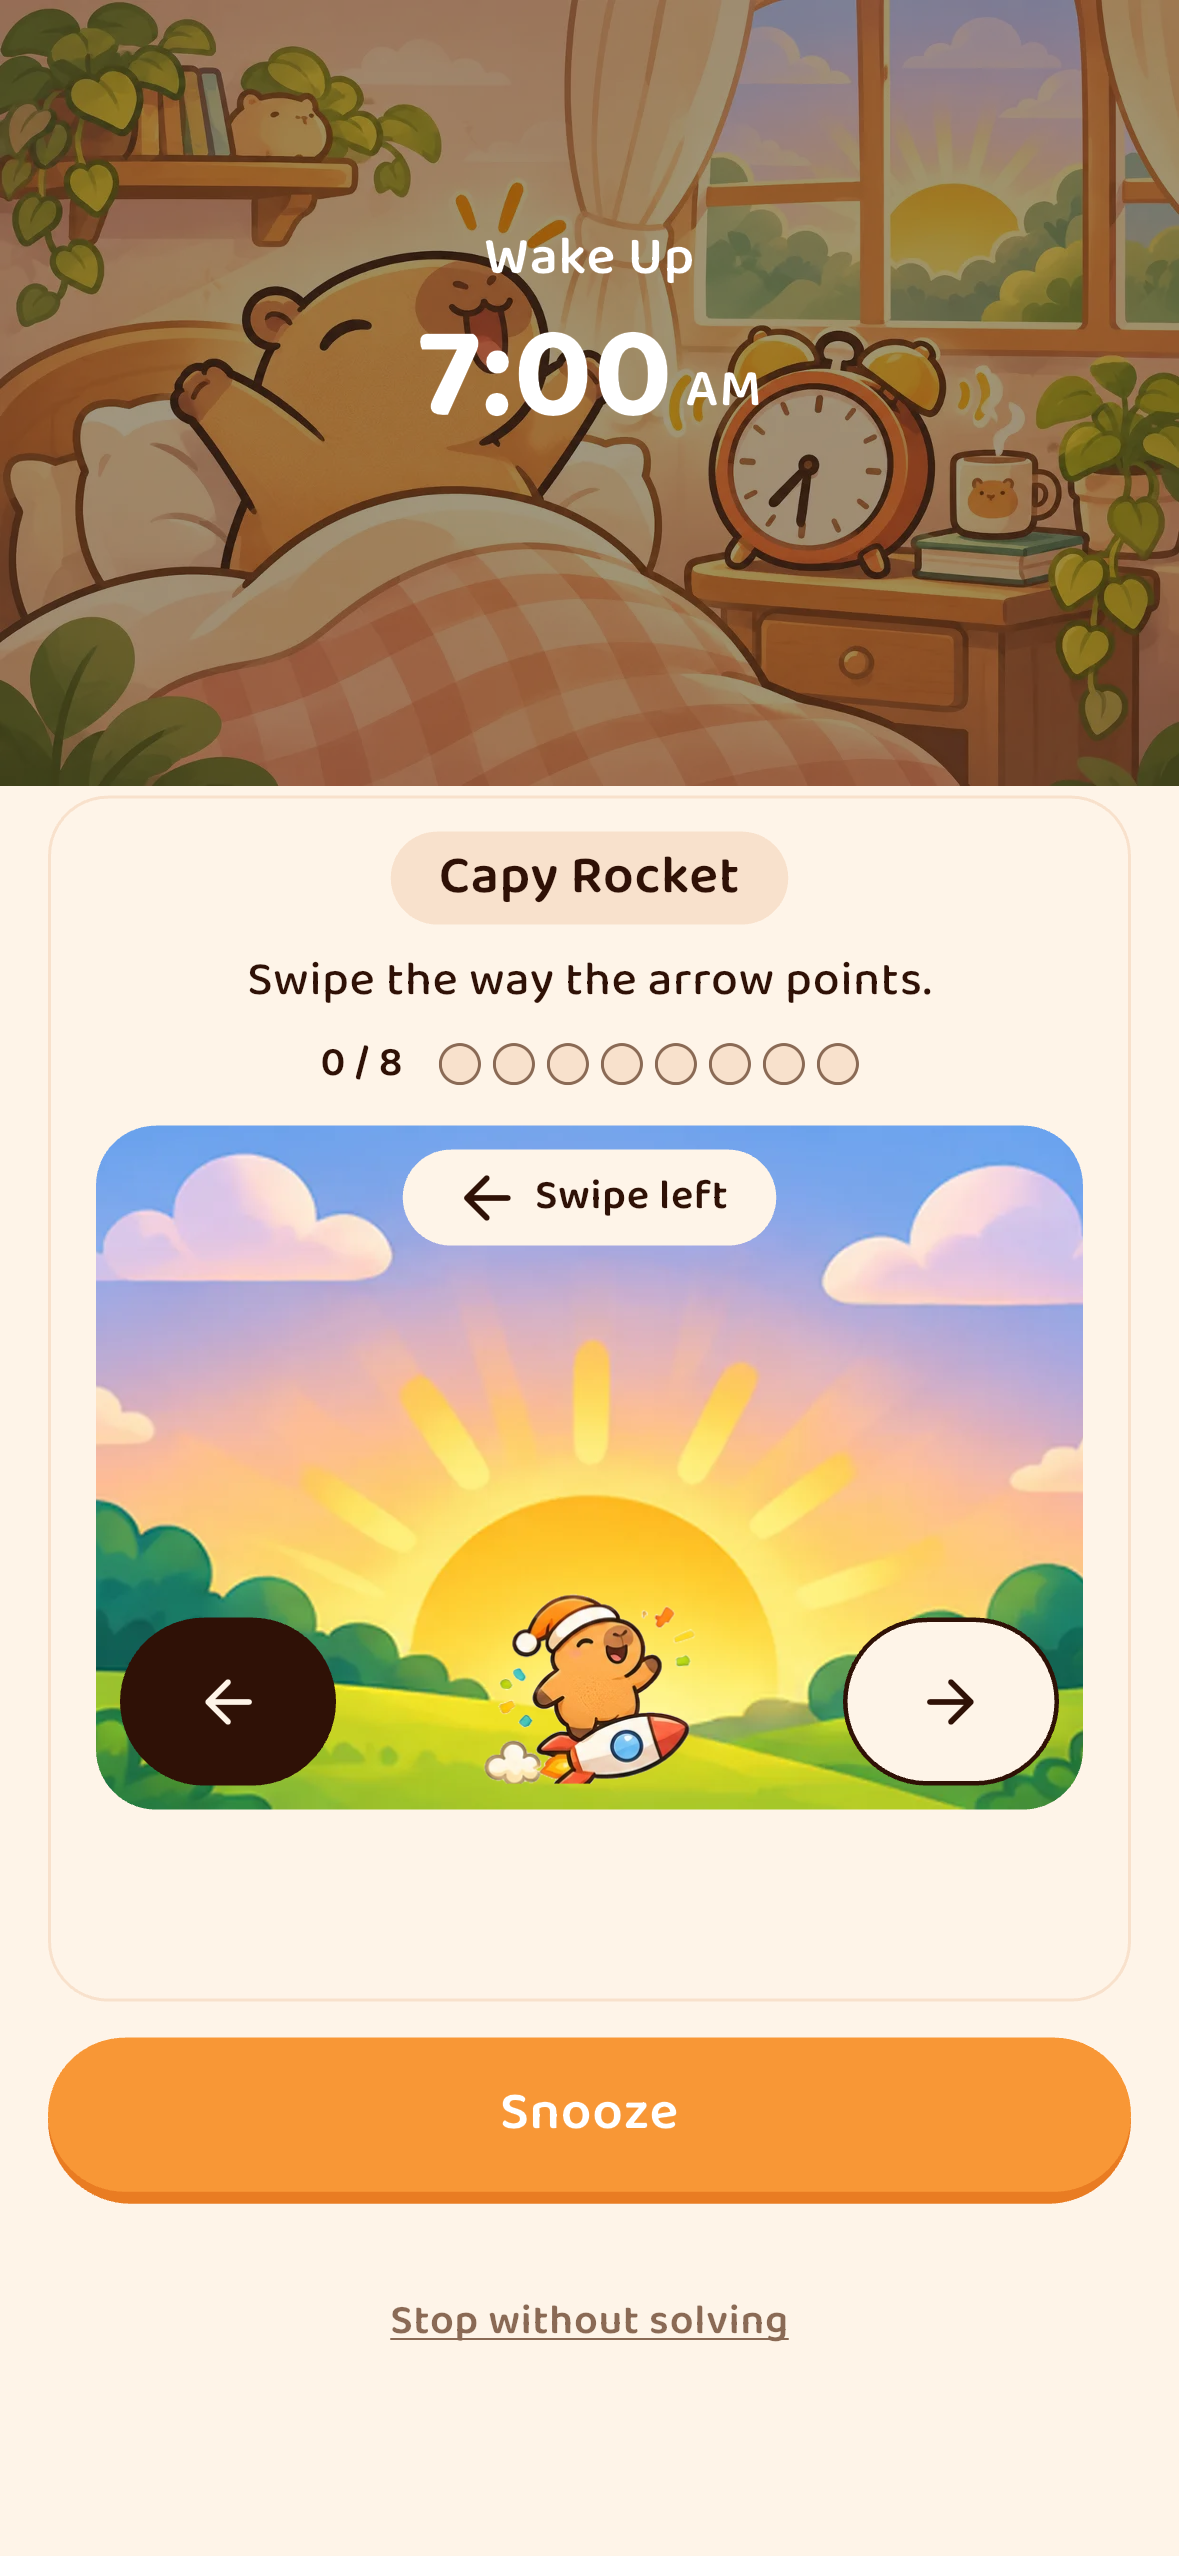 Wake Up
7:00 AM
Capy Rocket
Swipe the way the arrow points.
0 / 8
Swipe left
Snooze
Stop without solving